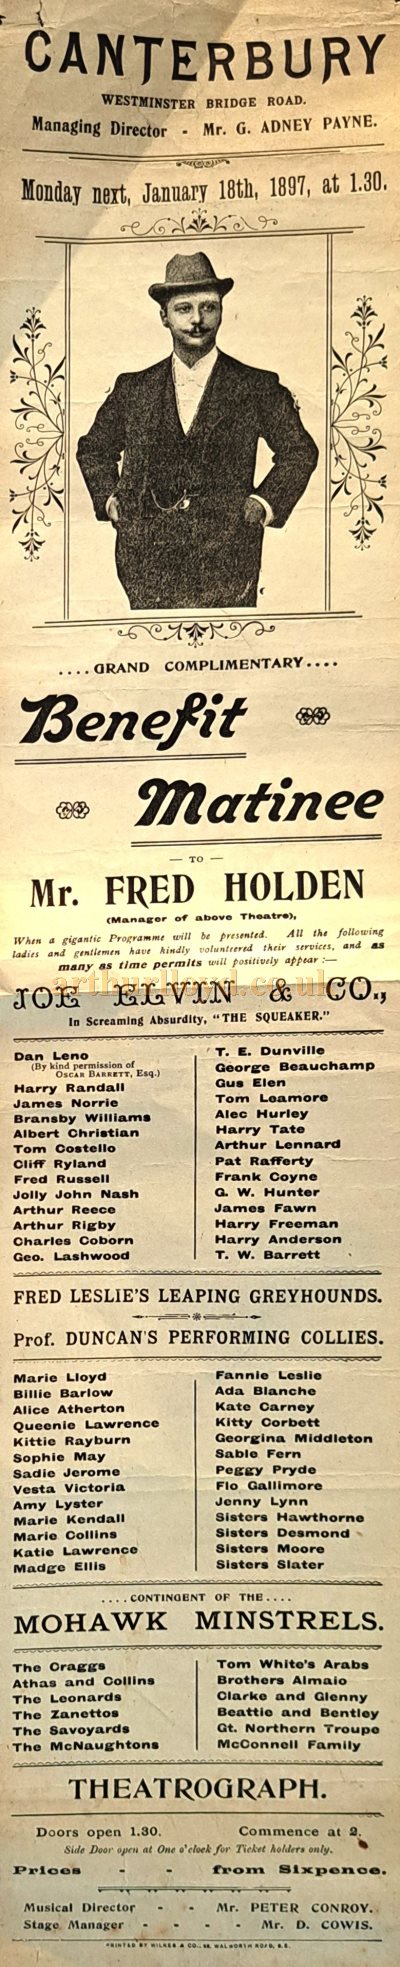 CANTERBURY
WESTMINSTER BRIDGE ROAD.
Managing Director - Mr. G. ADNEY PAYNE.
Monday next, January 18th, 1897, at 1.30.
....GRAND COMPLIMENTARY....
Benefit
Matinee
— TO —
Mr. FRED HOLDEN
(Manager of above Theatre),
When a gigantic Programme will be presented. All the following
ladies and gentlemen have kindly volunteered their services, and as
many as time permits will positively appear :—
arthurlloyd.co.uk
JOE ELVIN & CO.,
In Screaming Absurdity, "THE SQUEAKER."
Dan Leno
(By kind permission of
OSCAR BARRETT, Esq.)
Harry Randall
James Norrie
Bransby Williams
Albert Christian
Tom Costello
Cliff Ryland
Fred Russell
Jolly John Nash
Arthur Reece
Arthur Rigby
Charles Coborn
Geo. Lashwood
T. E. Dunville
George Beauchamp
Gus Elen
Tom Leamore
Alec Hurley
Harry Tate
Arthur Lennard
Pat Rafferty
Frank Coyne
G. W. Hunter
James Fawn
Harry Freeman
Harry Anderson
T. W. Barrett
FRED LESLIE'S LEAPING GREYHOUNDS.
Prof. DUNCAN'S PERFORMING COLLIES.
Marie Lloyd
Billie Barlow
Alice Atherton
Queenie Lawrence
Kittie Rayburn
Sophie May
Sadie Jerome
Vesta Victoria
Amy Lyster
Marie Kendall
Marie Collins
Katie Lawrence
Madge Ellis
Fannie Leslie
Ada Blanche
Kate Carney
Kitty Corbett
Georgina Middleton
Sable Fern
Peggy Pryde
Flo Gallimore
Jenny Lynn
Sisters Hawthorne
Sisters Desmond
Sisters Moore
Sisters Slater
....CONTINGENT OF THE....
MOHAWK MINSTRELS.
The Craggs
Athas and Collins
The Leonards
The Zanettos
The Savoyards
The McNaughtons
Tom White's Arabs
Brothers Almaio
Clarke and Glenny
Beattie and Bentley
Gt. Northern Troupe
McConnell Family
THEATROGRAPH.
Doors open 1.30. Commence at 2.
Side Door open at One o'clock for Ticket holders only.
Prices - - from Sixpence.
Musical Director - - Mr. PETER CONROY.
Stage Manager - - - - Mr. D. COWIS.
PRINTED BY WILKES & CO., WALWORTH ROAD, S.E.